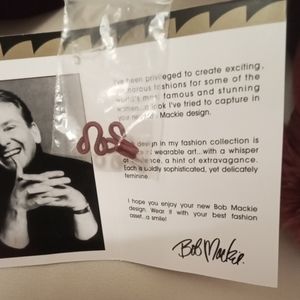 I've been privileged to create exciting,
glamorous fashions for some of the
world's most famous and stunning
women. A look I've tried to capture in
your new Bob Mackie design.
design in my fashion collection is
wearable art...with a whisper
of a hint of extravagance.
Each is boldly sophisticated, yet delicately
feminine.
I hope you enjoy your new Bob Mackie
design. Wear it with your best fashion
asset...a smile!
Bob Mackie